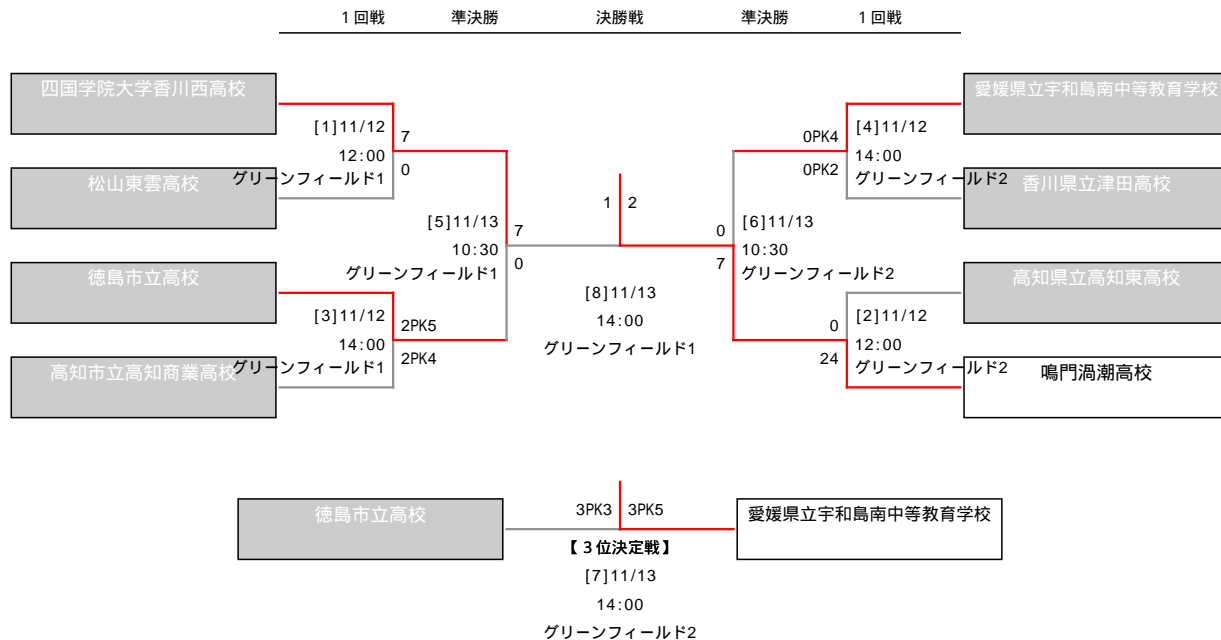 1回戦 準決勝 決勝戦 準決勝 1回戦
四国学院大学香川西高校
[1]11/12
12:00
グリーンフィールド1
7
0
松山東雲高校
徳島市立高校
[3]11/12
14:00
グリーンフィールド1
2PK5
2PK4
高知市立高知商業高校
[5]11/13
10:30
グリーンフィールド1
7
0
1 2
[8]11/13
14:00
グリーンフィールド1
0
7
[6]11/13
10:30
グリーンフィールド2
愛媛県立宇和島南中等教育学校
0PK4
0PK2
[4]11/12
14:00
グリーンフィールド2
香川県立津田高校
高知県立高知東高校
0
24
[2]11/12
12:00
グリーンフィールド2
鳴門渦潮高校
徳島市立高校
3PK3 3PK5
愛媛県立宇和島南中等教育学校
【3位決定戦】
[7]11/13
14:00
グリーンフィールド2